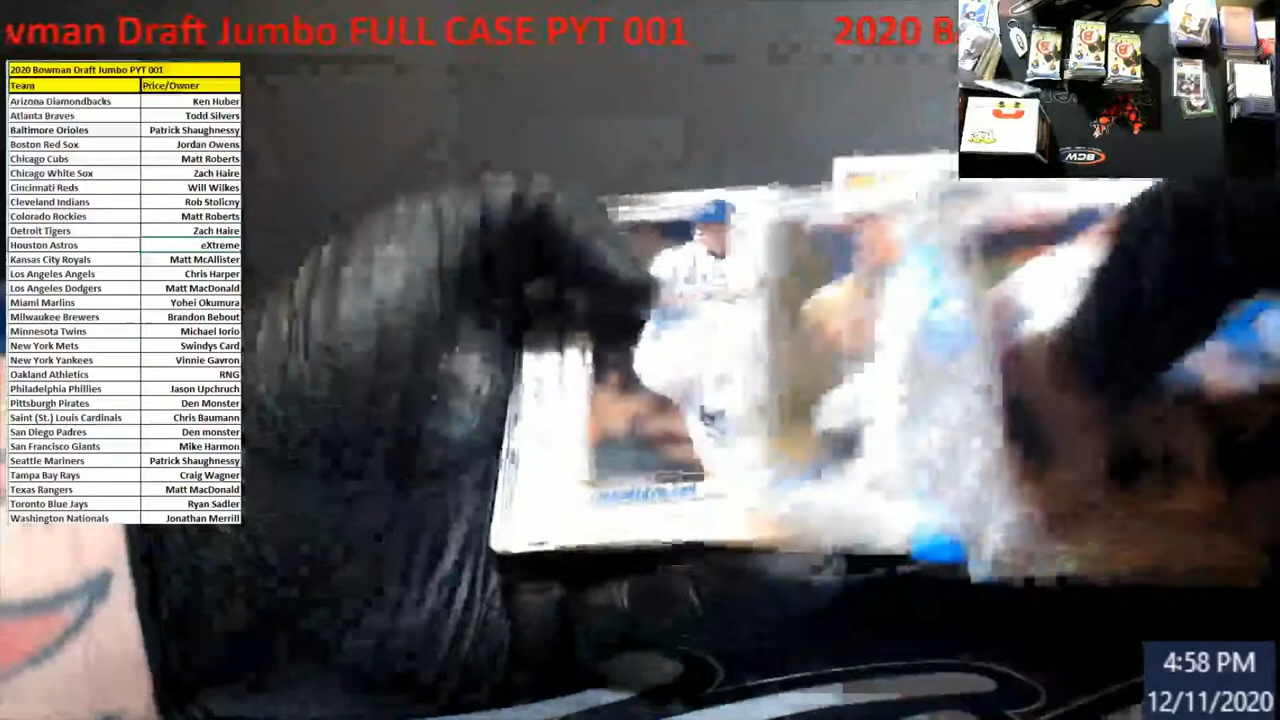 wman Draft Jumbo FULL CASE PYT 001 2020 B
2020 Bowman Draft Jumbo PYT 001
Team Price/Owner
Arizona Diamondbacks Ken Huber
Atlanta Braves Todd Silvers
Baltimore Orioles Patrick Shaughnessy
Boston Red Sox Jordan Owens
Chicago Cubs Matt Roberts
Chicago White Sox Zach Haire
Cincinnati Reds Will Wilkes
Cleveland Indians Rob Stolicny
Colorado Rockies Matt Roberts
Detroit Tigers Zach Haire
Houston Astros eXtreme
Kansas City Royals Matt McAllister
Los Angeles Angels Chris Harper
Los Angeles Dodgers Matt MacDonald
Miami Marlins Yohei Okumura
Milwaukee Brewers Brandon Bebout
Minnesota Twins Michael Iorio
New York Mets Swindys Card
New York Yankees Vinnie Gavron
Oakland Athletics RNG
Philadelphia Phillies Jason Upchruch
Pittsburgh Pirates Den Monster
Saint (St.) Louis Cardinals Chris Baumann
San Diego Padres Den monster
San Francisco Giants Mike Harmon
Seattle Mariners Patrick Shaughnessy
Tampa Bay Rays Craig Wagner
Texas Rangers Matt MacDonald
Toronto Blue Jays Ryan Sadler
Washington Nationals Jonathan Merrill
BCW
4:58 PM
12/11/2020